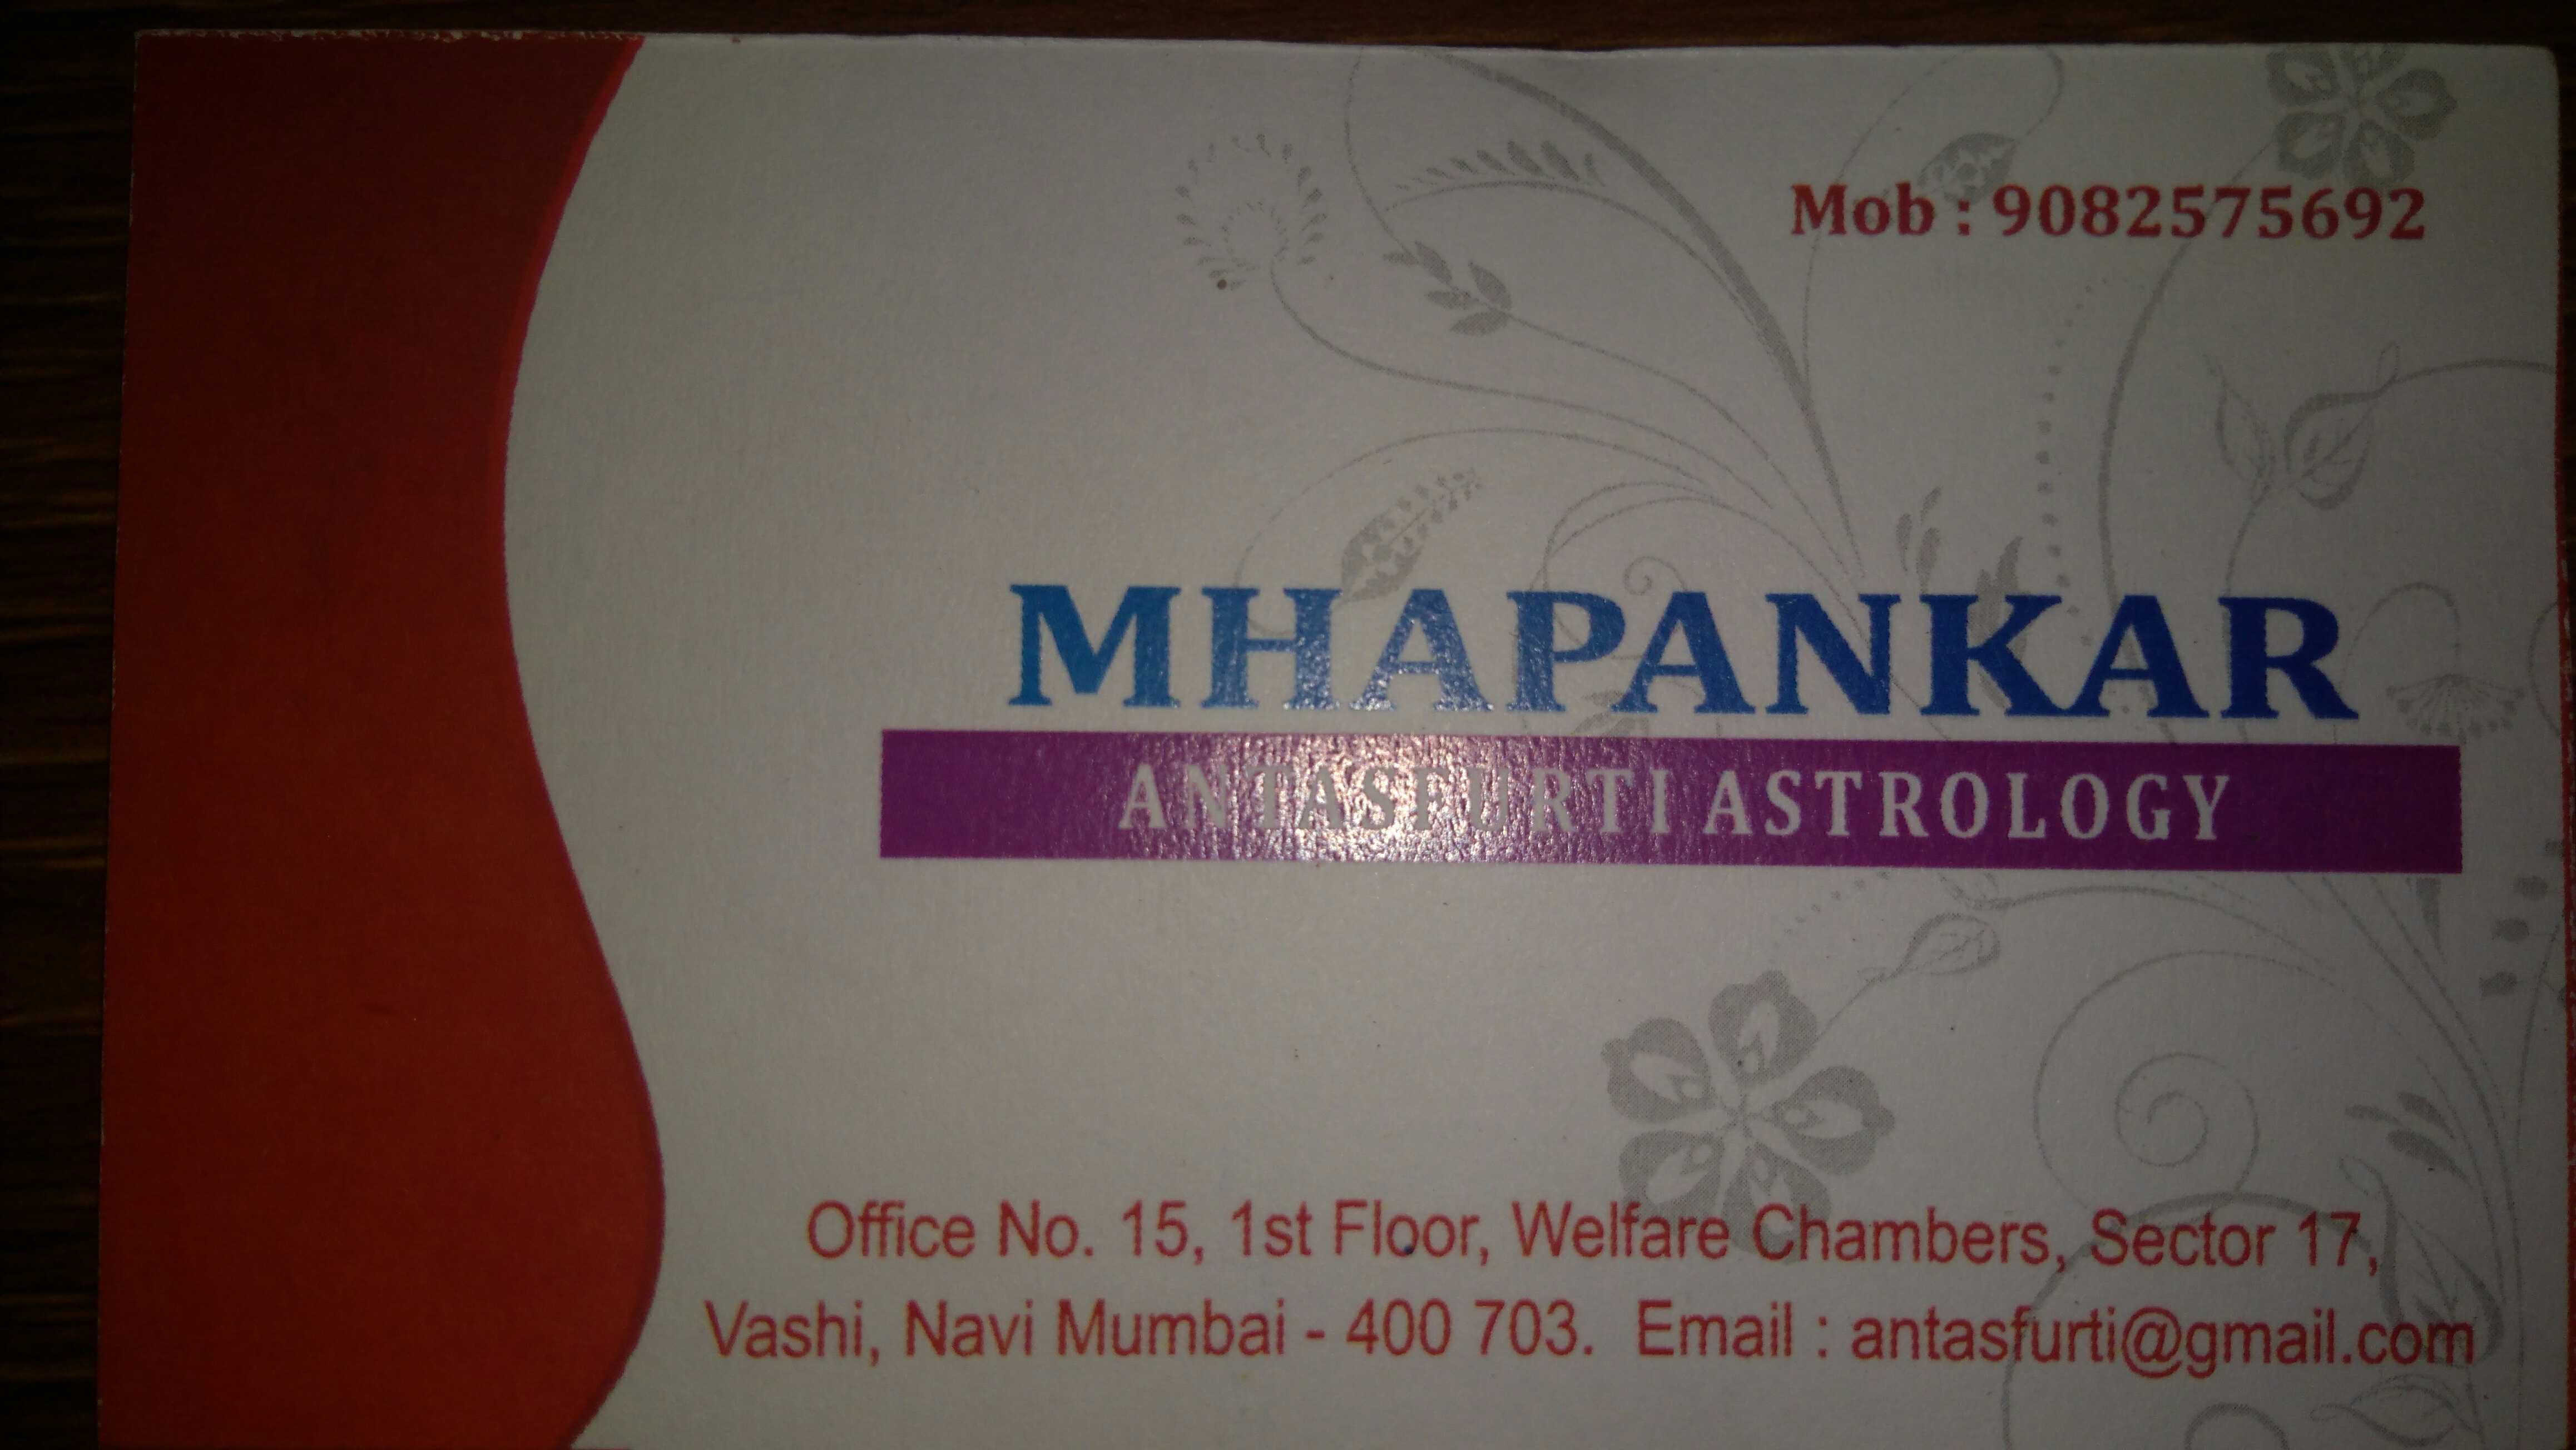 Mob : 9082575692
MHAPANKAR
ANTASFURTI ASTROLOGY
Office No. 15, 1st Floor, Welfare Chambers, Sector 17,
Vashi, Navi Mumbai - 400 703. Email : antasfurti@gmail.com